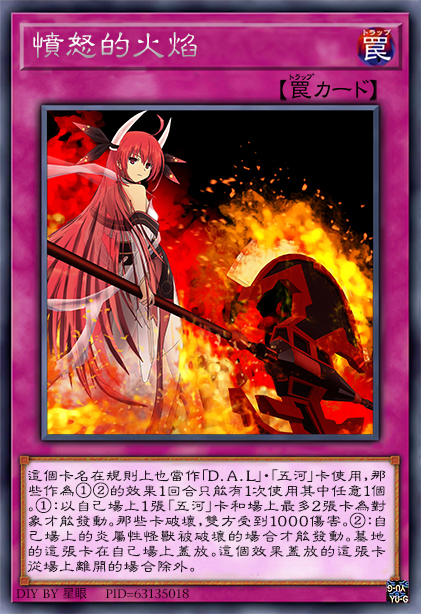 憤怒的火焰
トラップ
罠
トラップ
【罠カード】
這個卡名在規則上也當作「D.A.L」・「五河」卡使用,那
些作為①②的效果1回合只能有1次使用其中任意1個
。①:以自己場上1張「五河」卡和場上最多2張卡為對
象才能發動。那些卡破壞,雙方受到1000傷害。②:自
己場上的炎屬性怪獸被破壞的場合才能發動。墓地
的這張卡在自己場上蓋放。這個效果蓋放的這張卡
從場上離開的場合除外。
DIY BY 星眼 PID=63135018
YU-G
YU-G